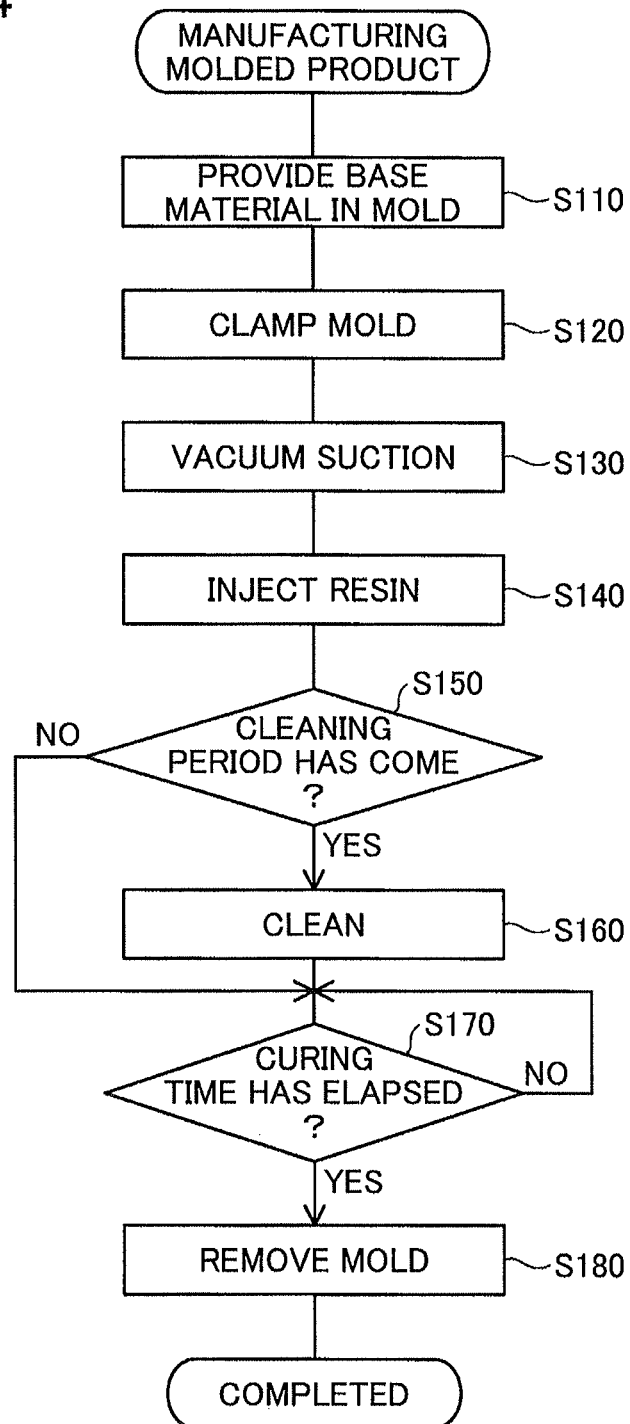 MANUFACTURING
MOLDED PRODUCT
PROVIDE BASE
MATERIAL IN MOLD
S110
CLAMP MOLD
S120
VACUUM SUCTION
S130
INJECT RESIN
S140
S150
CLEANING
PERIOD HAS COME
?
NO
YES
CLEAN
S160
S170
CURING
TIME HAS ELAPSED
?
NO
YES
REMOVE MOLD
S180
COMPLETED